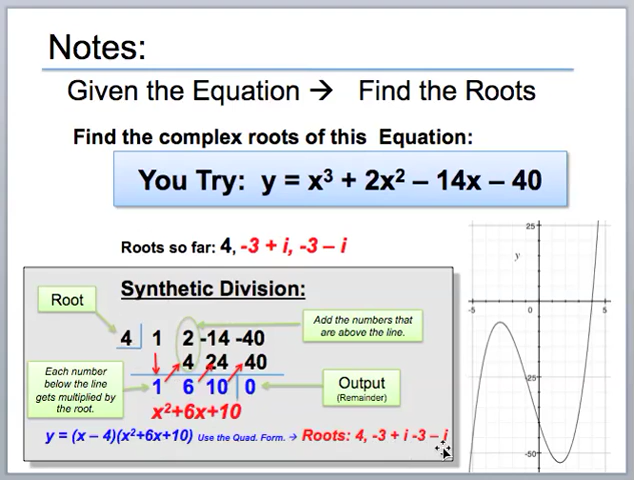 Notes:
Given the Equation → Find the Roots
Find the complex roots of this Equation:
You Try: y = x³ + 2x² – 14x – 40
Roots so far: 4, -3 + i, -3 – i
Synthetic Division:
Root
Add the numbers that
are above the line.
4 1 2 -14 -40
4 24 40
Each number
below the line
gets multiplied by
the root.
1 6 10 0
Output
(Remainder)
x²+6x+10
y = (x – 4)(x²+6x+10) Use the Quad. Form. → Roots: 4, -3 + i -3 – i
25
y
-5
0
5
-25
-50